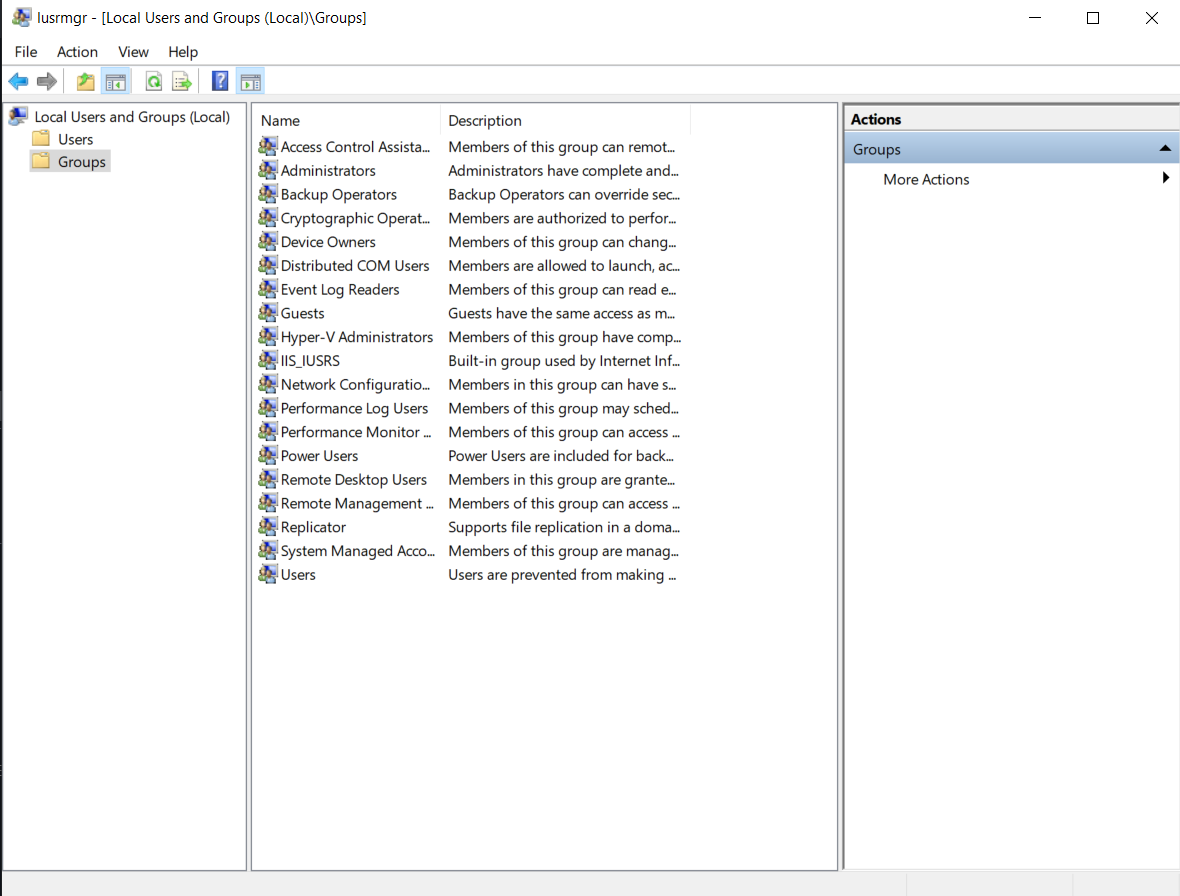 lusrmgr - [Local Users and Groups (Local)\Groups]
File Action View Help
Local Users and Groups (Local)
Users
Groups
Name Description
Access Control Assista... Members of this group can remot...
Administrators Administrators have complete and...
Backup Operators Backup Operators can override sec...
Cryptographic Operat... Members are authorized to perfor...
Device Owners Members of this group can chang...
Distributed COM Users Members are allowed to launch, ac...
Event Log Readers Members of this group can read e...
Guests Guests have the same access as m...
Hyper-V Administrators Members of this group have comp...
IIS_IUSRS Built-in group used by Internet Inf...
Network Configuratio... Members in this group can have s...
Performance Log Users Members of this group may sched...
Performance Monitor ... Members of this group can access ...
Power Users Power Users are included for back...
Remote Desktop Users Members in this group are grante...
Remote Management ... Members of this group can access ...
Replicator Supports file replication in a doma...
System Managed Acco... Members of this group are manag...
Users Users are prevented from making ...
Actions
Groups
More Actions